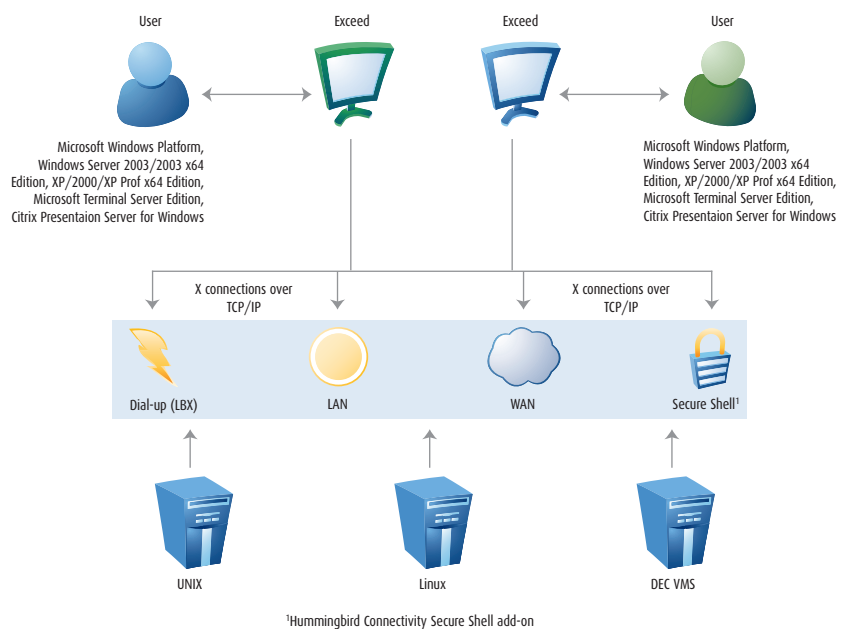 User
Exceed
Exceed
User
Microsoft Windows Platform,
Windows Server 2003/2003 x64
Edition, XP/2000/XP Prof x64 Edition,
Microsoft Terminal Server Edition,
Citrix Presentaion Server for Windows
Microsoft Windows Platform,
Windows Server 2003/2003 x64
Edition, XP/2000/XP Prof x64 Edition,
Microsoft Terminal Server Edition,
Citrix Presentaion Server for Windows
X connections over
TCP/IP
X connections over
TCP/IP
Dial-up (LBX)
LAN
WAN
Secure Shell¹
UNIX
Linux
DEC VMS
¹Hummingbird Connectivity Secure Shell add-on